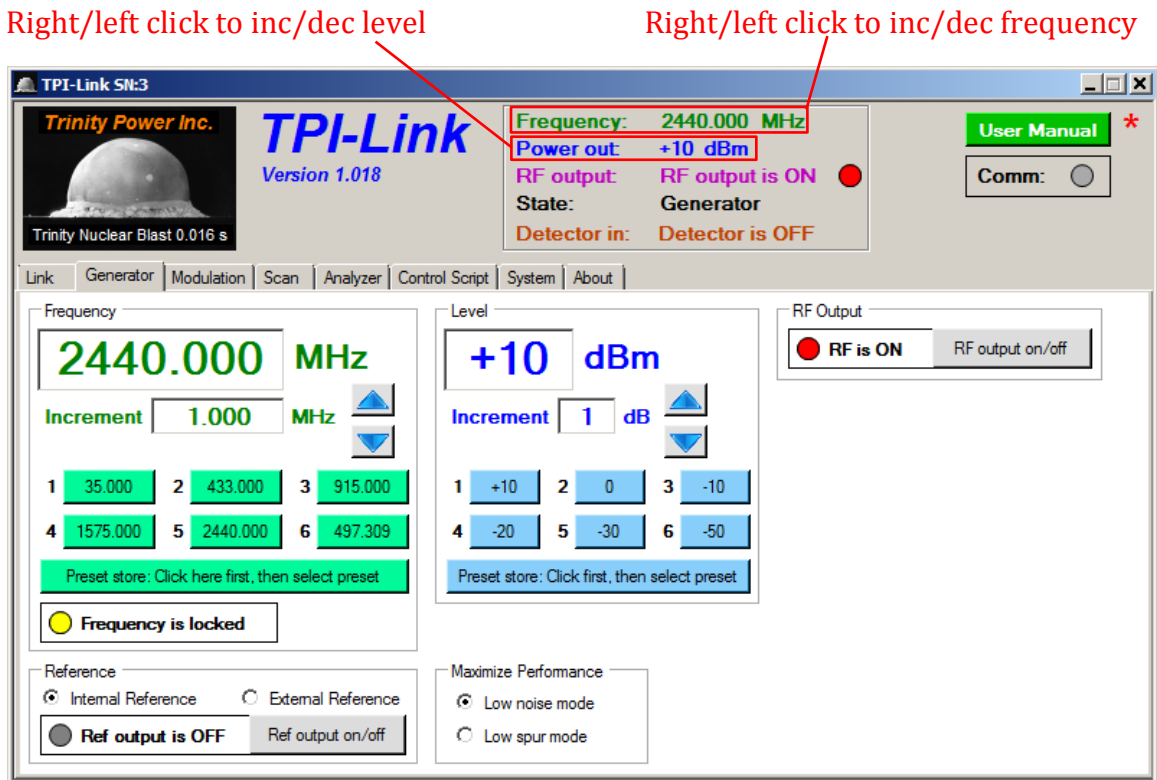 Right/left click to inc/dec level
Right/left click to inc/dec frequency
TPI-Link SN:3
Trinity Power Inc.
Trinity Nuclear Blast 0.016 s
TPI-Link
Version 1.018
Frequency: 2440.000 MHz
Power out: +10 dBm
RF output: RF output is ON
State: Generator
Detector in: Detector is OFF
User Manual *
Comm:
Link Generator Modulation Scan Analyzer Control Script System About
Frequency
2440.000 MHz
Increment 1.000 MHz
1 35.000 2 433.000 3 915.000
4 1575.000 5 2440.000 6 497.309
Preset store: Click here first, then select preset
Frequency is locked
Level
+10 dBm
Increment 1 dB
1 +10 2 0 3 -10
4 -20 5 -30 6 -50
Preset store: Click first, then select preset
RF Output
RF is ON RF output on/off
Reference
Internal Reference External Reference
Ref output is OFF Ref output on/off
Maximize Performance
Low noise mode
Low spur mode